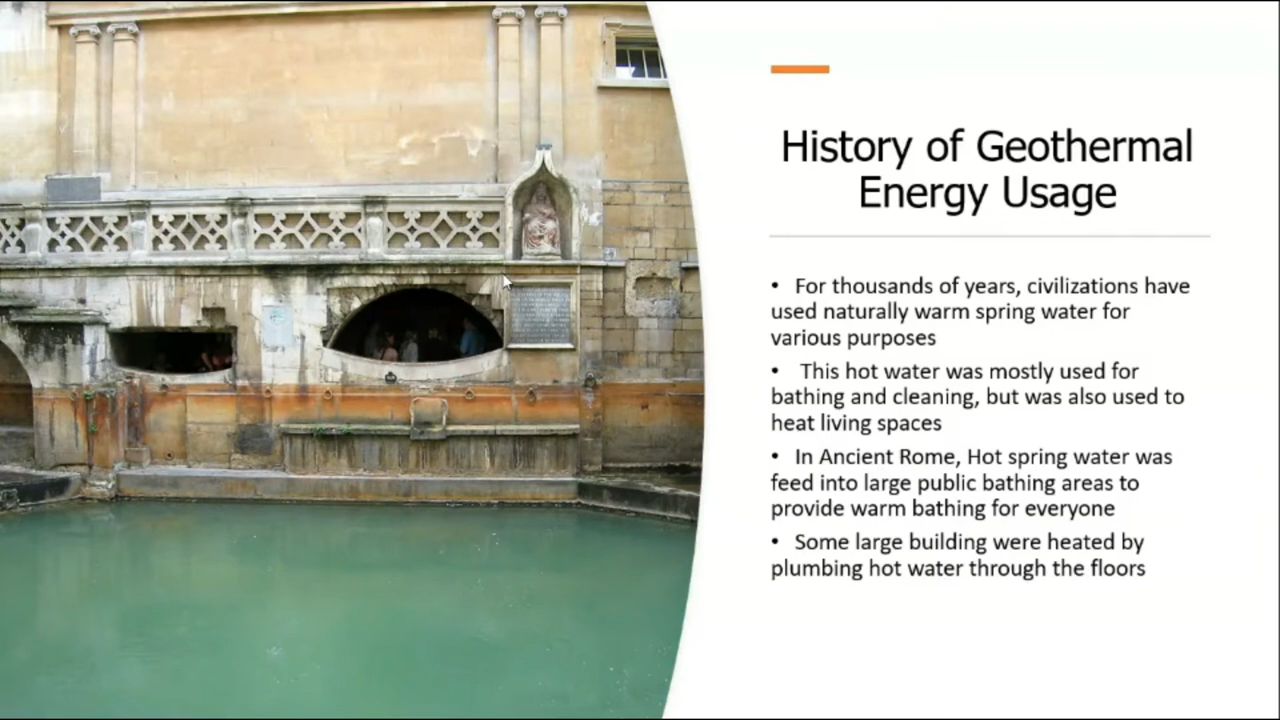 History of Geothermal
Energy Usage
• For thousands of years, civilizations have
used naturally warm spring water for
various purposes
• This hot water was mostly used for
bathing and cleaning, but was also used to
heat living spaces
• In Ancient Rome, Hot spring water was
feed into large public bathing areas to
provide warm bathing for everyone
• Some large building were heated by
plumbing hot water through the floors